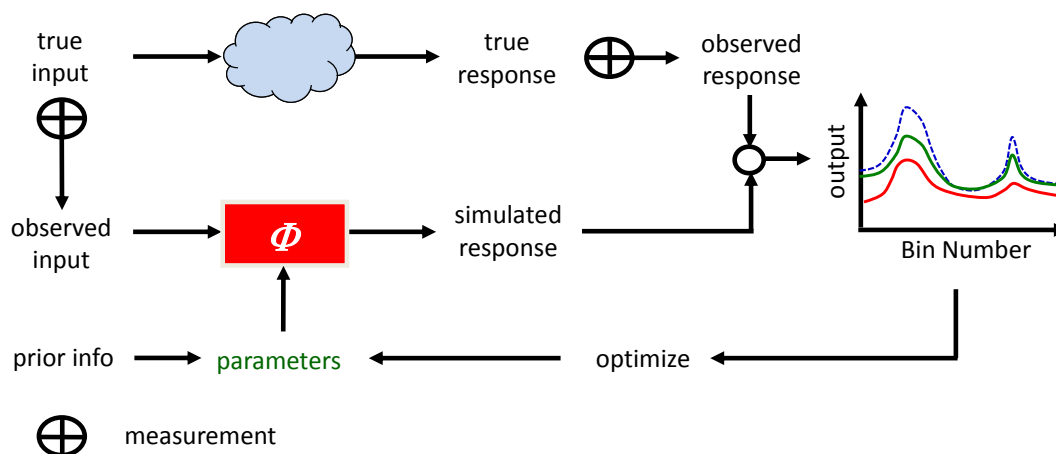 true
input
true
response
observed
response
output
Bin Number
observed
input
Φ
simulated
response
prior info
parameters
optimize
measurement